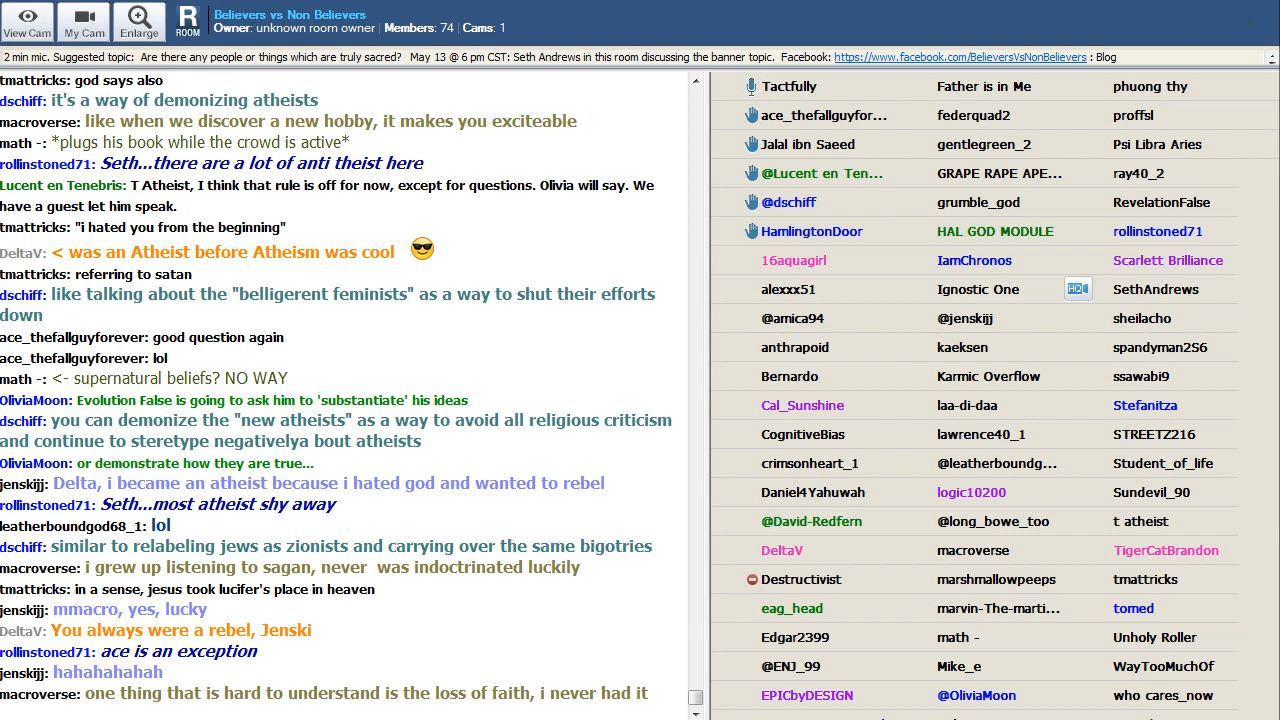 Believers vs Non Believers
Owner: unknown room owner | Members: 74 | Cams: 1
View Cam
My Cam
Enlarge
R
ROOM
2 min mic. Suggested topic: Are there any people or things which are truly sacred? May 13 @ 6 pm CST: Seth Andrews in this room discussing the banner topic. Facebook: https://www.facebook.com/BelieversVsNonBelievers : Blog
tmattricks: god says also
dschiff: it's a way of demonizing atheists
macroverse: like when we discover a new hobby, it makes you exciteable
math -: *plugs his book while the crowd is active*
rollinstoned71: Seth...there are a lot of anti theist here
Lucent en Tenebris: T Atheist, I think that rule is off for now, except for questions. Olivia will say. We
have a guest let him speak.
tmattricks: "i hated you from the beginning"
DeltaV: < was an Atheist before Atheism was cool
tmattricks: referring to satan
dschiff: like talking about the "belligerent feminists" as a way to shut their efforts
down
ace_thefallguyforever: good question again
ace_thefallguyforever: lol
math -: <- supernatural beliefs? NO WAY
OliviaMoon: Evolution False is going to ask him to 'substantiate' his ideas
dschiff: you can demonize the "new atheists" as a way to avoid all religious criticism
and continue to steretype negativelya bout atheists
OliviaMoon: or demonstrate how they are true...
jenskijj: Delta, i became an atheist because i hated god and wanted to rebel
rollinstoned71: Seth...most atheist shy away
leatherboundgod68_1: lol
dschiff: similar to relabeling jews as zionists and carrying over the same bigotries
macroverse: i grew up listening to sagan, never was indoctrinated luckily
tmattricks: in a sense, jesus took lucifer's place in heaven
jenskijj: mmacro, yes, lucky
DeltaV: You always were a rebel, Jenski
rollinstoned71: ace is an exception
jenskijj: hahahahahah
macroverse: one thing that is hard to understand is the loss of faith, i never had it
Tactfully Father is in Me phuong thy
ace_thefallguyfor... federquad2 proffsl
Jalal ibn Saeed gentlegreen_2 Psi Libra Aries
@Lucent en Ten... GRAPE RAPE APE... ray40_2
@dschiff grumble_god RevelationFalse
HamlingtonDoor HAL GOD MODULE rollinstoned71
16aquagirl IamChronos Scarlett Brilliance
alexxx51 Ignostic One HQ SethAndrews
@amica94 @jenskijj sheilacho
anthrapoid kaeksen spandyman2S6
Bernardo Karmic Overflow ssawabi9
Cal_Sunshine laa-di-daa Stefanitza
CognitiveBias lawrence40_1 STREETZ216
crimsonheart_1 @leatherboundg... Student_of_life
Daniel4Yahuwah logic10200 Sundevil_90
@David-Redfern @long_bowe_too t atheist
DeltaV macroverse TigerCatBrandon
Destructivist marshmallowpeeps tmattricks
eag_head marvin-The-marti... tomed
Edgar2399 math - Unholy Roller
@ENJ_99 Mike_e WayTooMuchOf
EPICbyDESIGN @OliviaMoon who cares_now